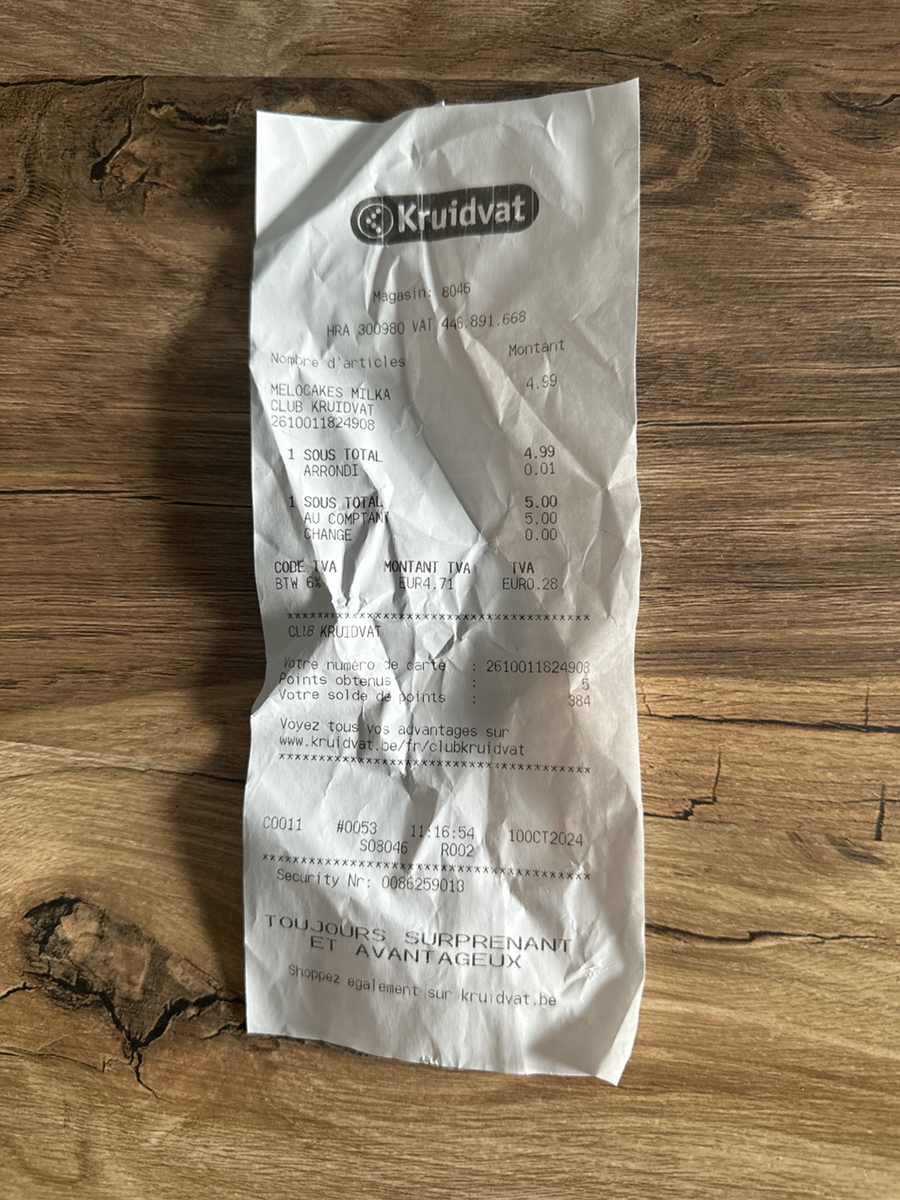 Kruidvat
Magasin: 8046
HRA 300980 VAT 446.891.668
Nombre d'articles Montant
MELOCAKES MILKA 4.99
CLUB KRUIDVAT
2610011824908
1 SOUS TOTAL 4.99
ARRONDI 0.01
1 SOUS TOTAL 5.00
AU COMPTANT 5.00
CHANGE 0.00
CODE TVA MONTANT TVA TVA
BTW 6% EUR4.71 EUR0.28
***************************************
CLUB KRUIDVAT
Votre numéro de carte : 2610011824908
Points obtenus : 5
Votre solde de points : 384
Voyez tous vos advantages sur
www.kruidvat.be/fr/clubkruidvat
***************************************
C0011 #0053 11:16:54 10OCT2024
S08046 R002
******************************************
Security Nr: 0086259013
TOUJOURS SURPRENANT
ET AVANTAGEUX
Shoppez egalement sur kruidvat.be